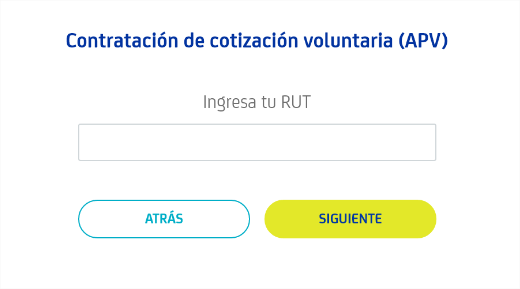 Contratación de cotización voluntaria (APV)
Ingresa tu RUT
ATRÁS SIGUIENTE